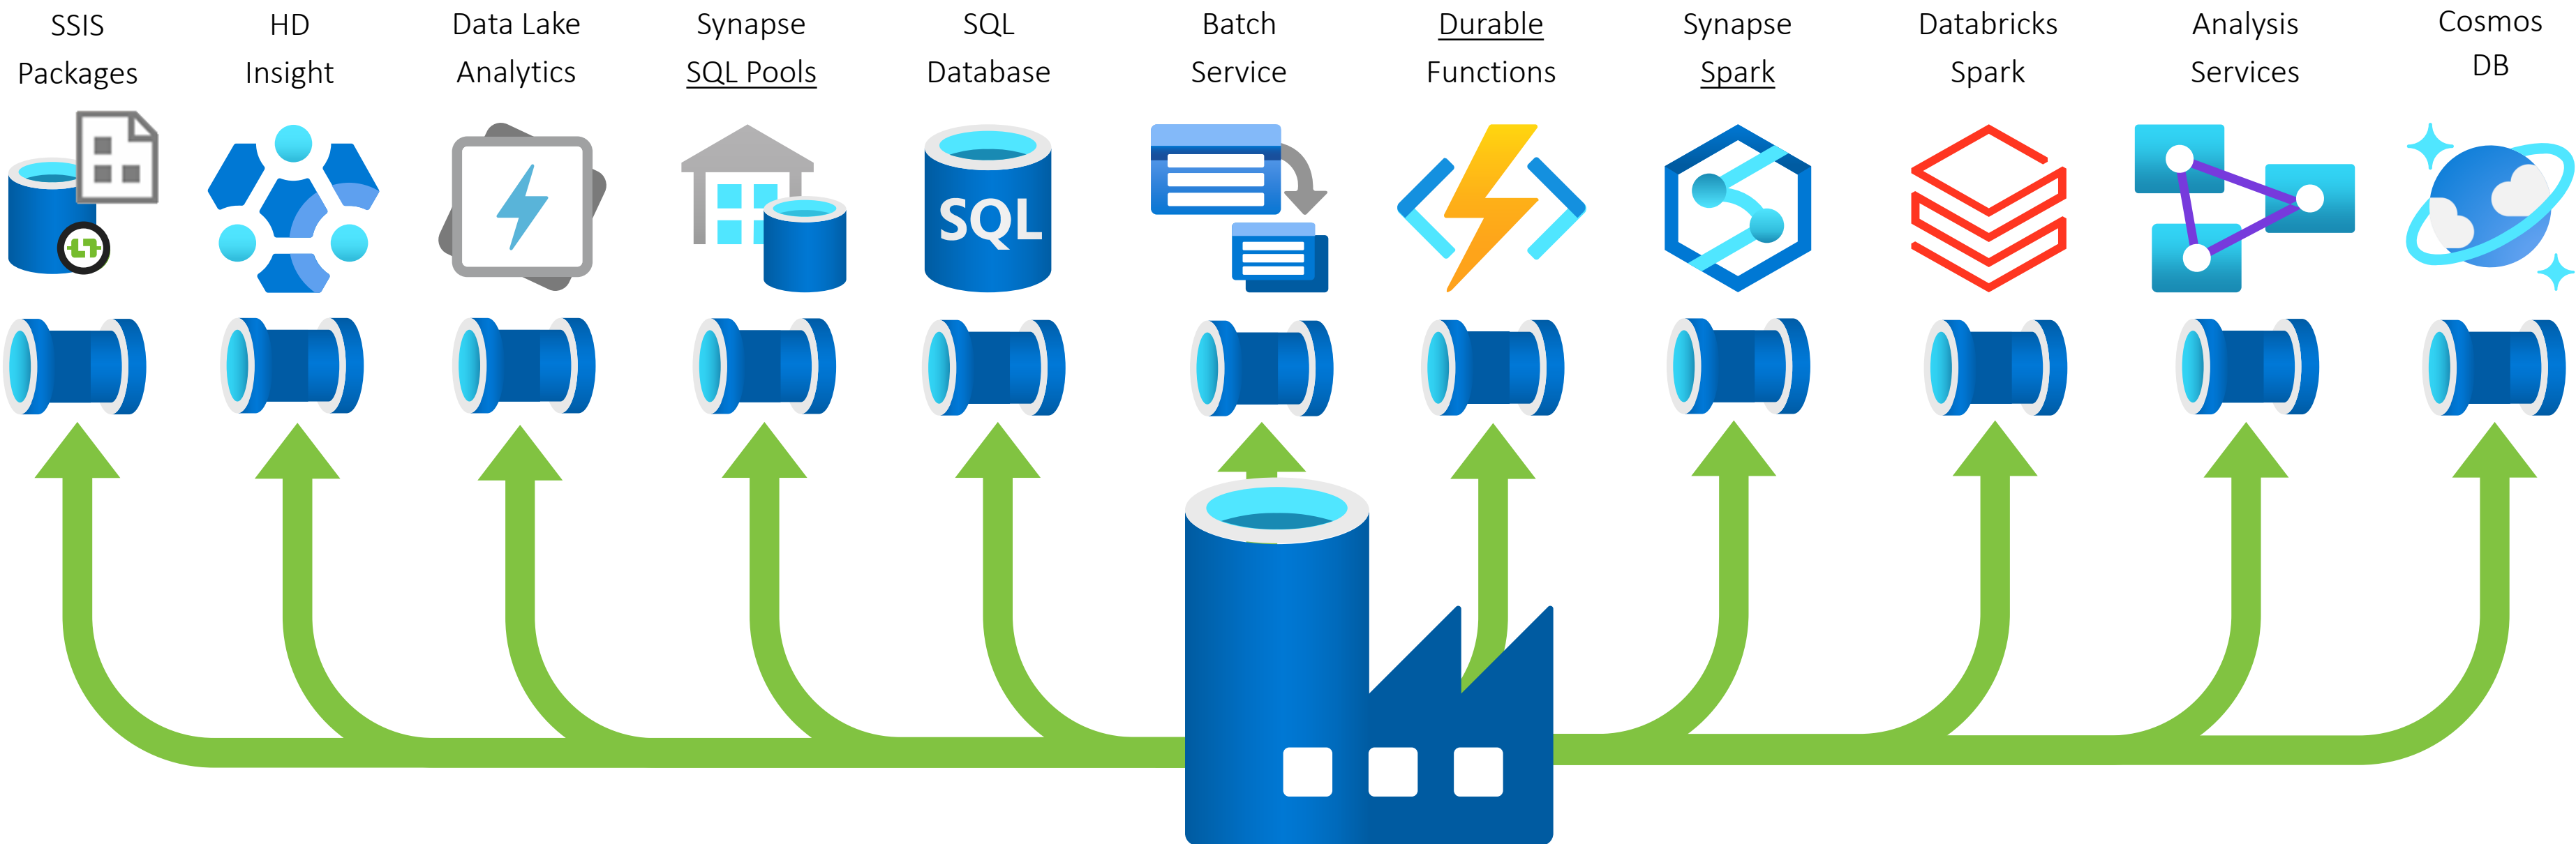 SSIS
Packages
HD
Insight
Data Lake
Analytics
Synapse
SQL Pools
SQL
Database
Batch
Service
Durable
Functions
Synapse
Spark
Databricks
Spark
Analysis
Services
Cosmos
DB
SQL